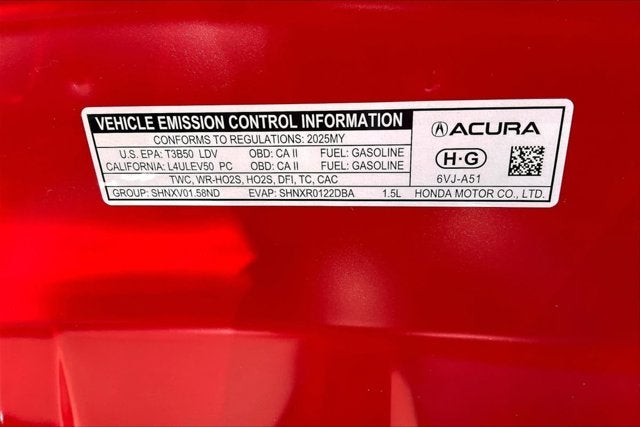 VEHICLE EMISSION CONTROL INFORMATION
CONFORMS TO REGULATIONS: 2025MY
U.S. EPA: T3B50 LDV OBD: CA II FUEL: GASOLINE
CALIFORNIA: L4ULEV50 PC OBD: CA II FUEL: GASOLINE
TWC, WR-HO2S, HO2S, DFI, TC, CAC
GROUP: SHNXV01.58ND EVAP: SHNXR0122DBA 1.5L
ACURA
H·G
6VJ-A51
HONDA MOTOR CO., LTD.